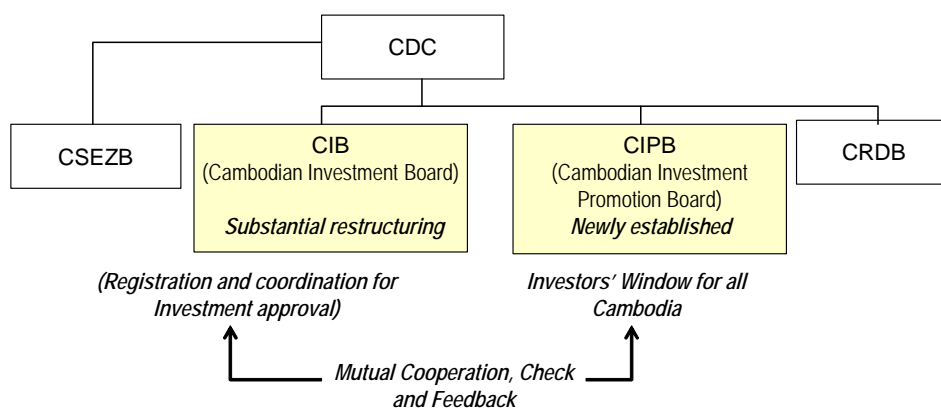 CDC
CSEZB
CIB
(Cambodian Investment Board)
Substantial restructuring
CIPB
(Cambodian Investment
Promotion Board)
Newly established
CRDB
(Registration and coordination for
Investment approval)
Investors’ Window for all
Cambodia
Mutual Cooperation, Check
and Feedback